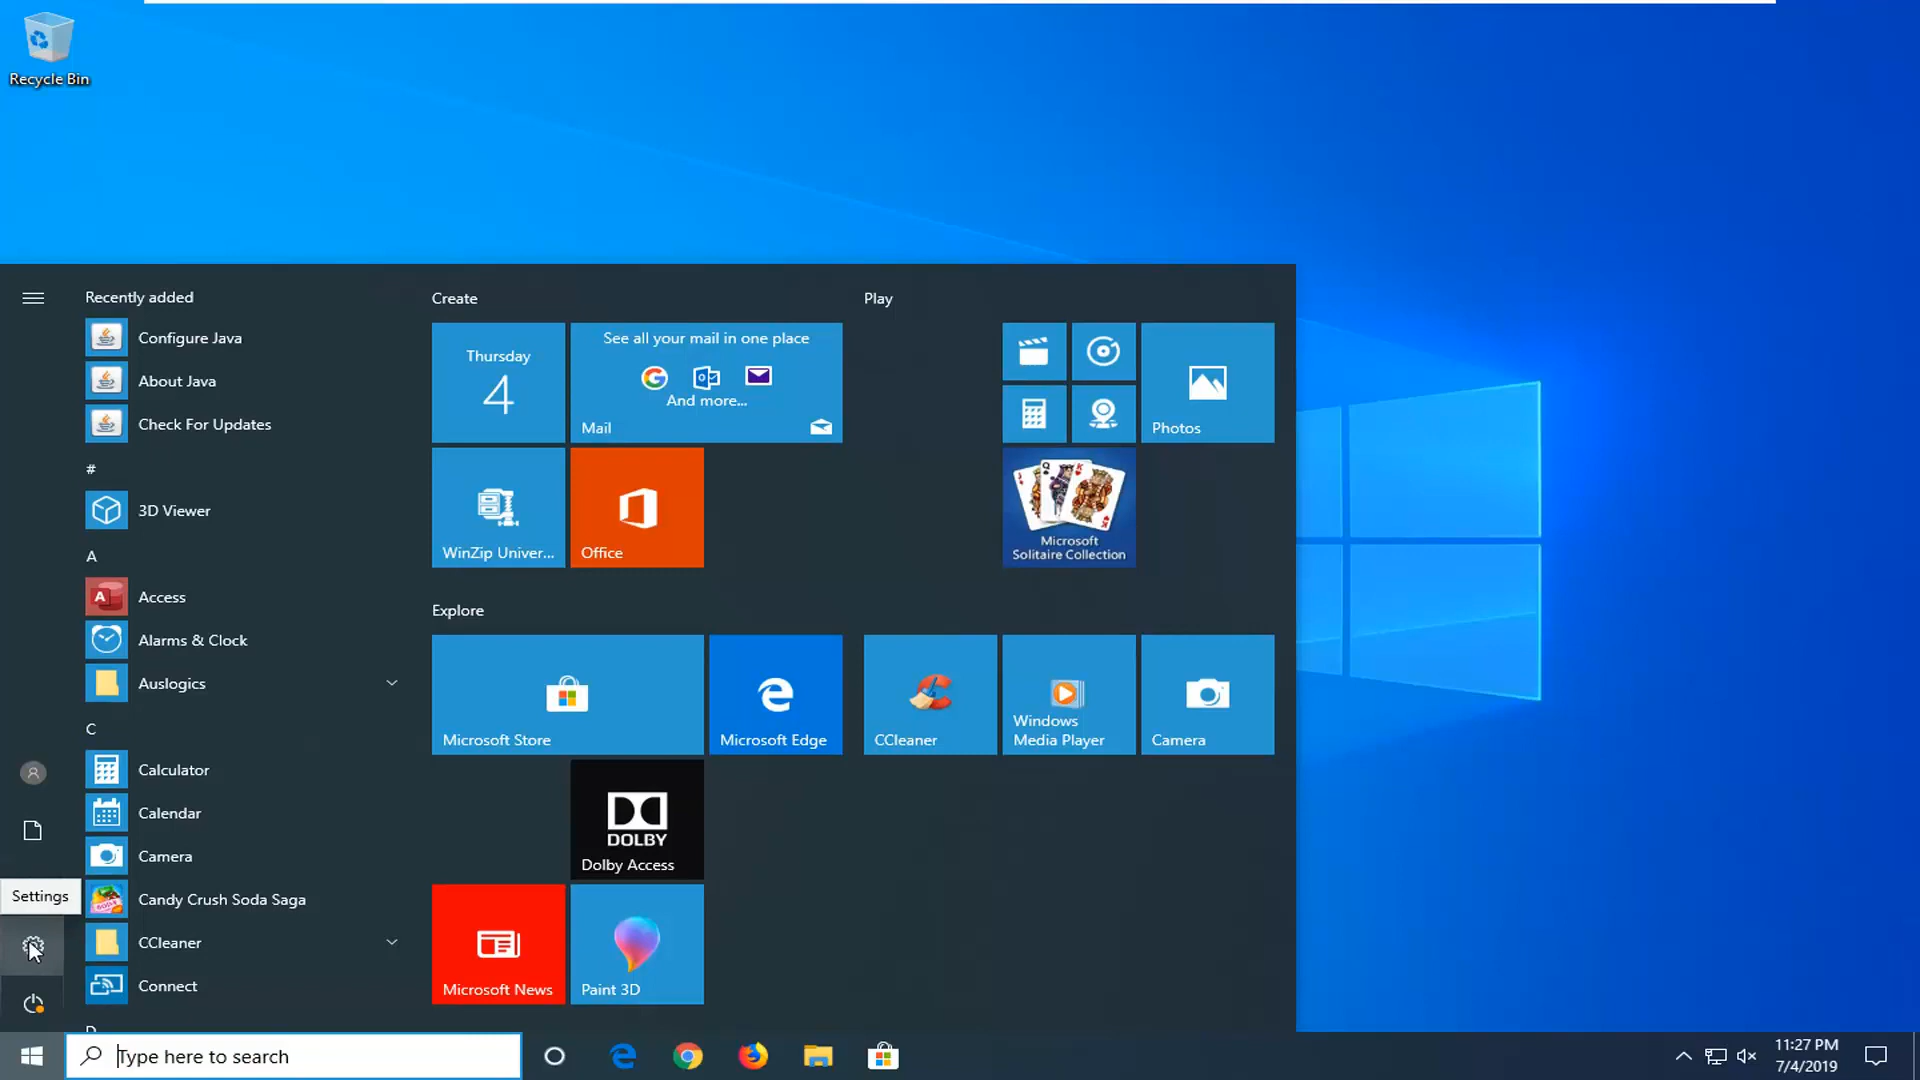 Recycle Bin
Recently added
Configure Java
About Java
Check For Updates
#
3D Viewer
A
Access
Alarms & Clock
Auslogics
C
Calculator
Calendar
Camera
Candy Crush Soda Saga
CCleaner
Connect
D
Settings
Create
Thursday
4
See all your mail in one place
And more...
Mail
WinZip Univer...
Office
Explore
Microsoft Store
Microsoft Edge
DOLBY
Dolby Access
Microsoft News
Paint 3D
Play
Photos
Microsoft
Solitaire Collection
CCleaner
Windows
Media Player
Camera
Type here to search
11:27 PM
7/4/2019